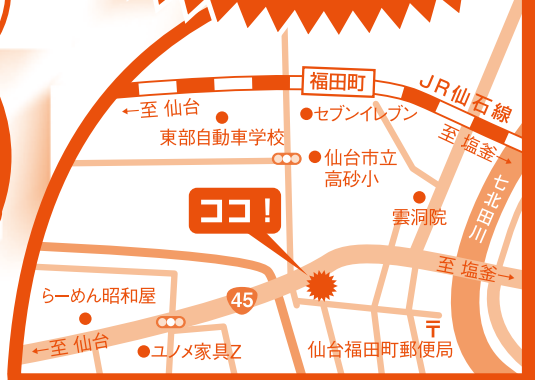 福田町
JR仙石線
←至 仙台
セブンイレブン
東部自動車学校
至 塩釜→
仙台市立
高砂小
七北田川
雲洞院
ココ!
至 塩釜→
らーめん昭和屋
45
〒
←至 仙台
ユノメ家具Z
仙台福田町郵便局